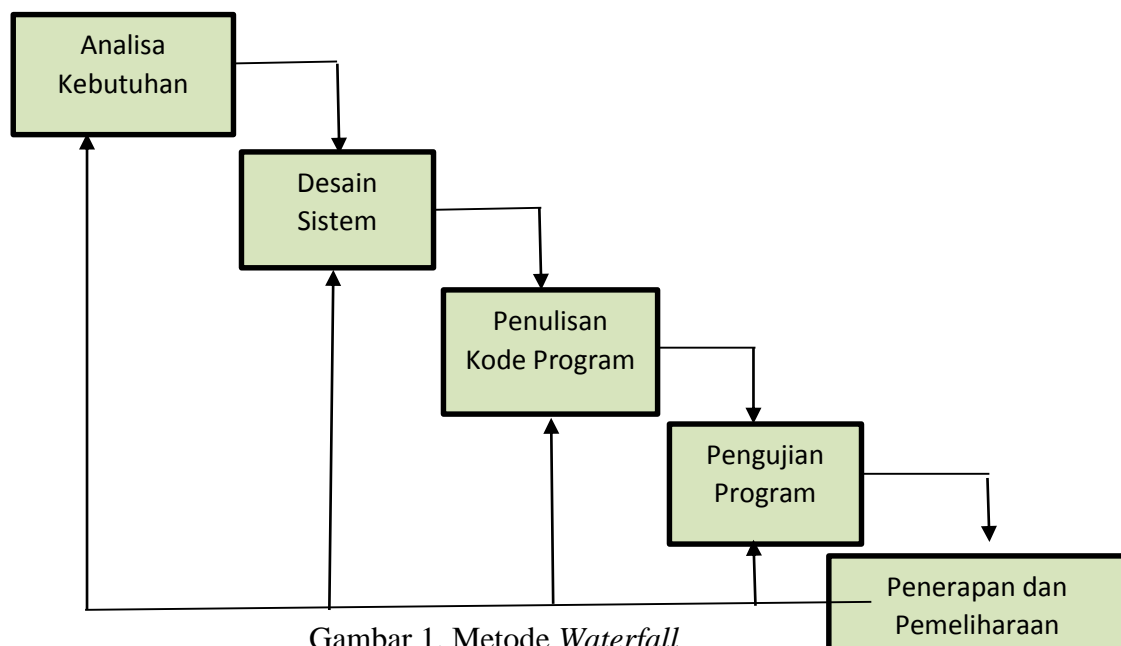 Analisa
Kebutuhan
Desain
Sistem
Penulisan
Kode Program
Pengujian
Program
Penerapan dan
Pemeliharaan
Gambar 1. Metode Waterfall